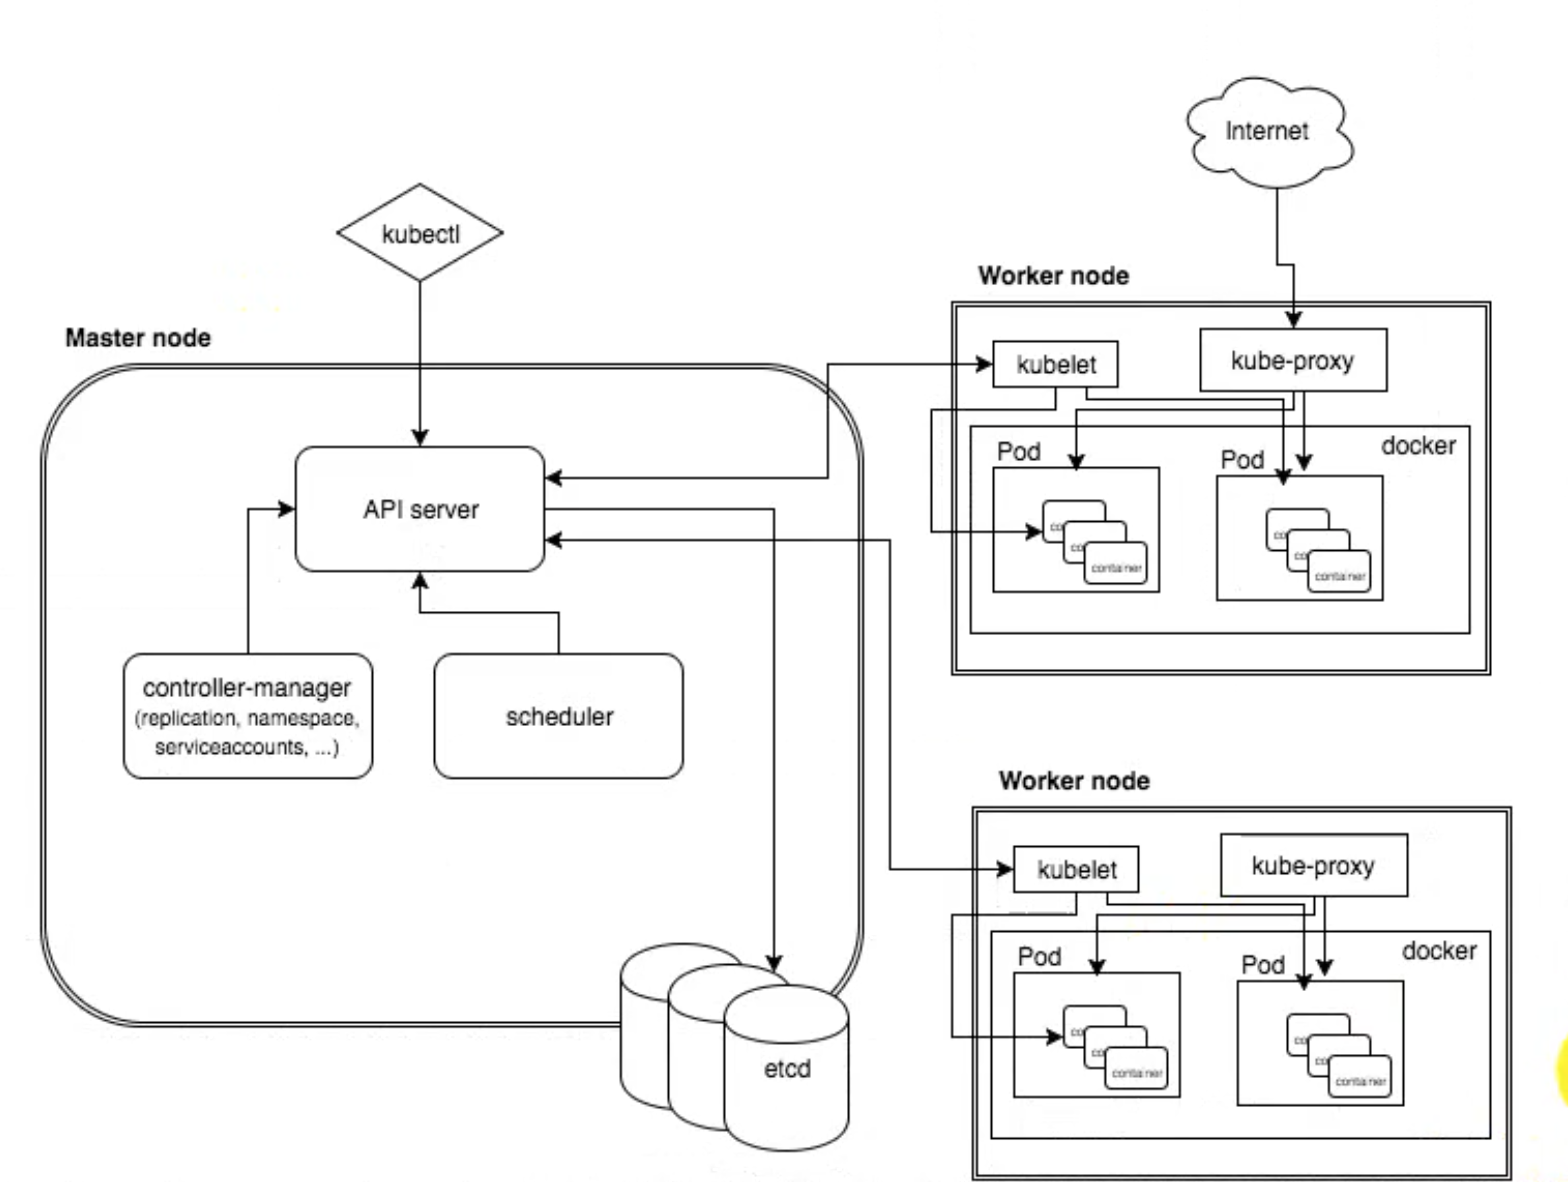 Internet
kubectl
Worker node
Master node
kubelet
kube-proxy
docker
Pod
Pod
API server
container
container
controller-manager
(replication, namespace,
serviceaccounts, ...)
scheduler
Worker node
kubelet
kube-proxy
docker
Pod
Pod
etcd
container
container